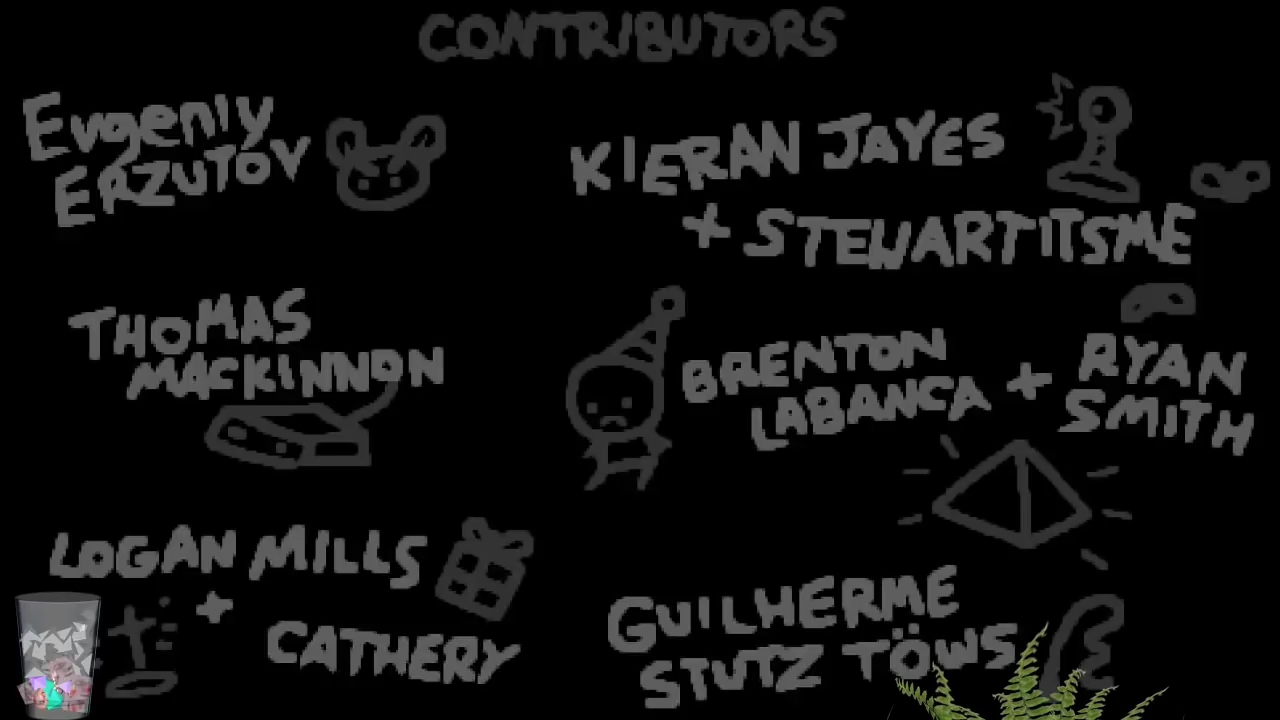 CONTRIBUTORS
Evgeniy
ERZUTOV
KIERAN JAYES
+ STEWARTITSME
THOMAS
MACKINNON
BRENTON
LABANCA + RYAN
SMITH
LOGAN MILLS
+
CATHERY
GUILHERME
STUTZ TÖWS